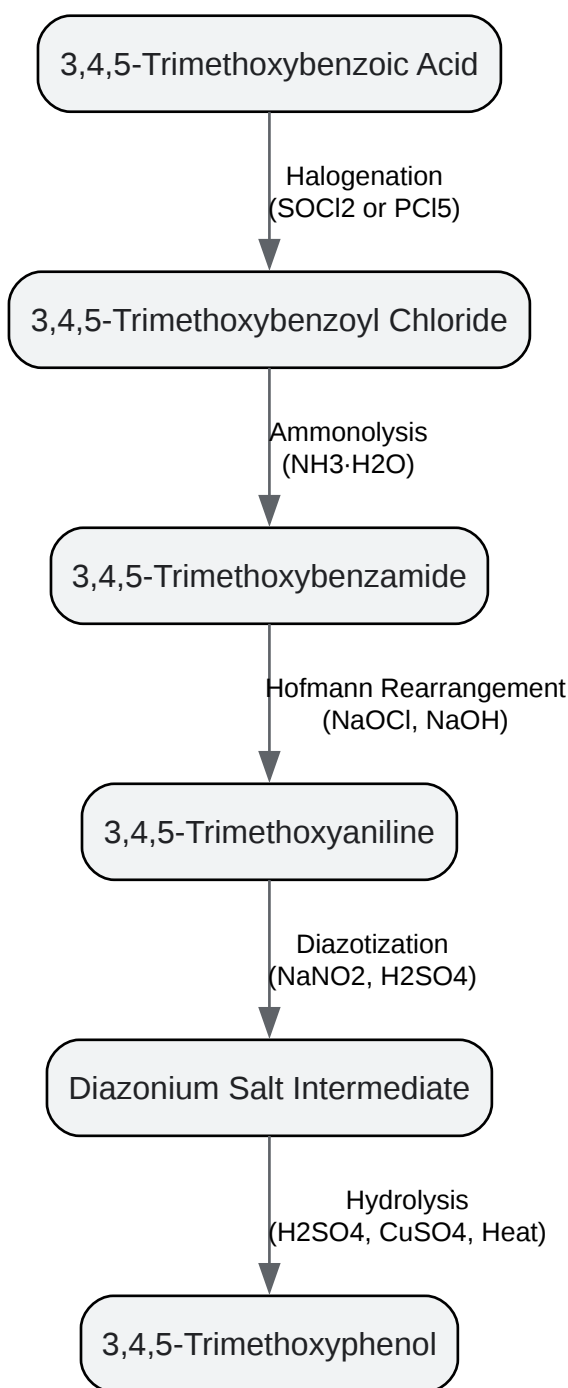 3,4,5-Trimethoxybenzoic Acid
Halogenation
(SOCl2 or PCl5)
3,4,5-Trimethoxybenzoyl Chloride
Ammonolysis
(NH3·H2O)
3,4,5-Trimethoxybenzamide
Hofmann Rearrangement
(NaOCl, NaOH)
3,4,5-Trimethoxyaniline
Diazotization
(NaNO2, H2SO4)
Diazonium Salt Intermediate
Hydrolysis
(H2SO4, CuSO4, Heat)
3,4,5-Trimethoxyphenol